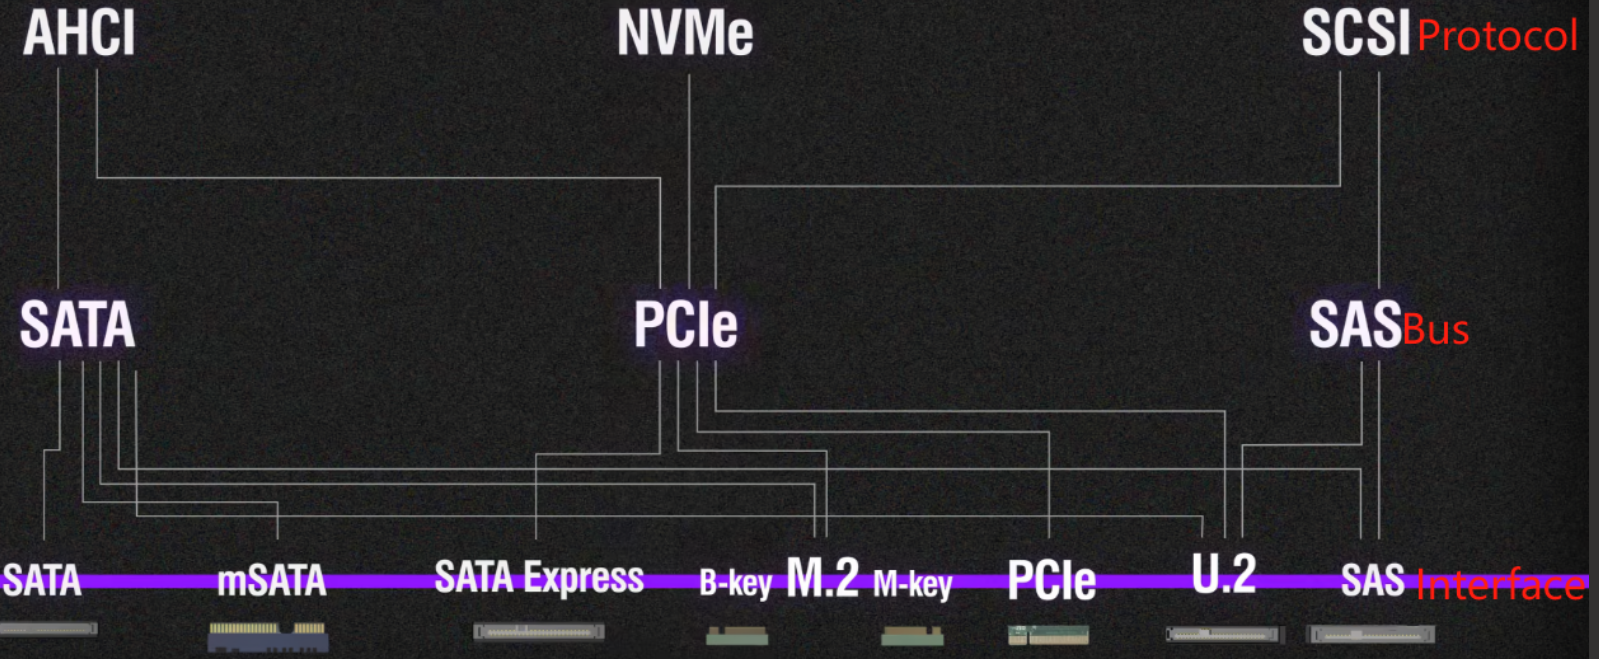 AHCI NVMe SCSI Protocol
SATA PCIe SAS Bus
SATA mSATA SATA Express B-key M.2 M-key PCIe U.2 SAS Interface